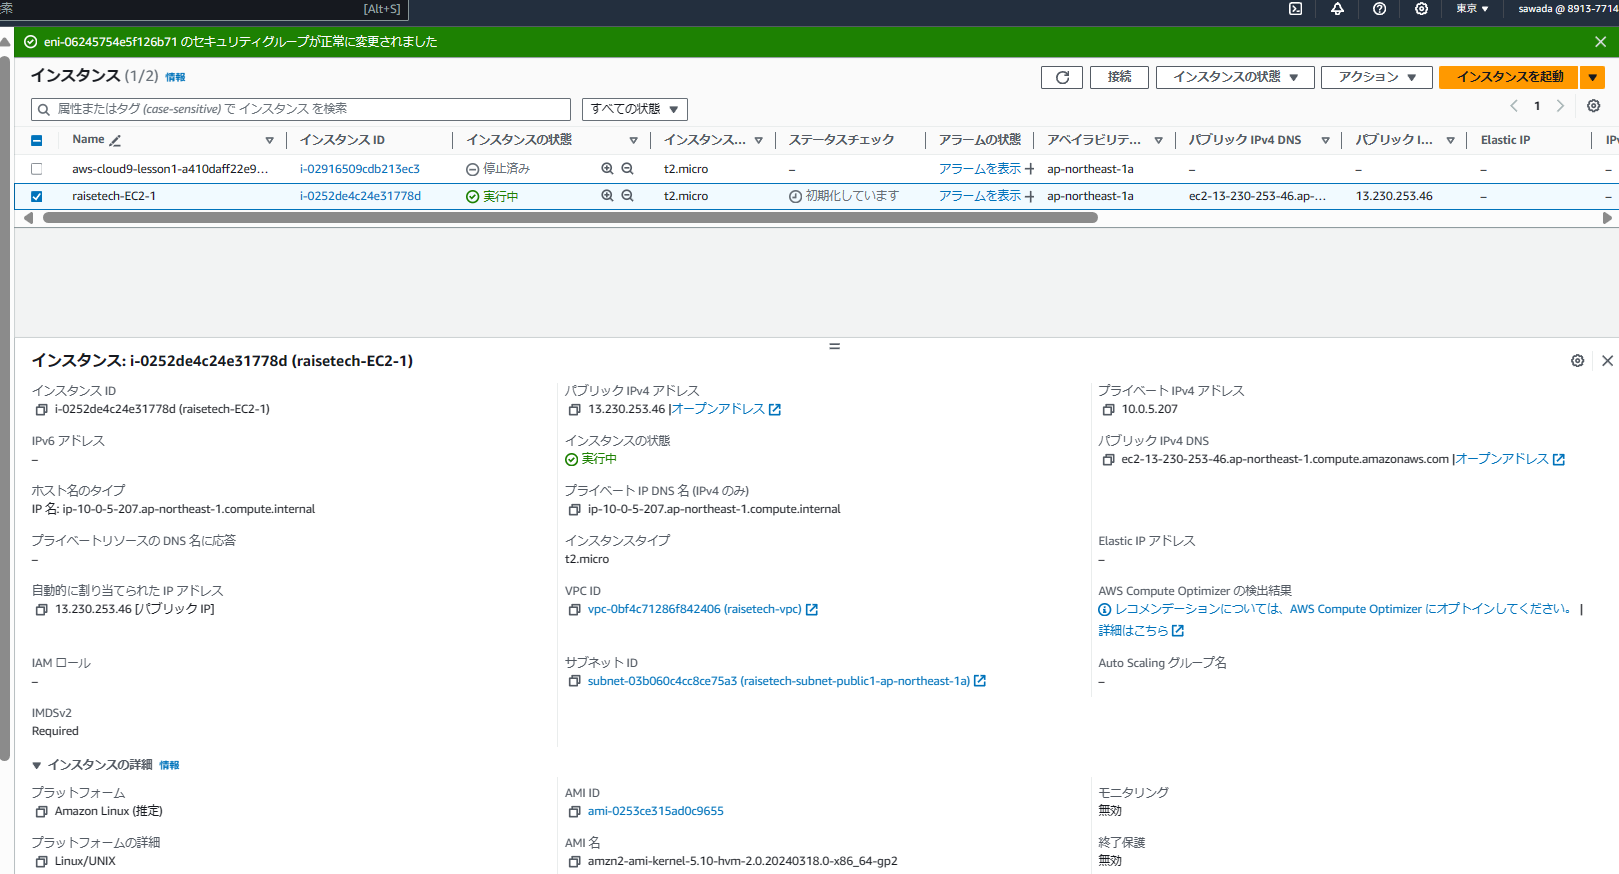 索 [Alt+S] 東京 ▼ sawada @ 8913-7714
eni-06245754e5f126b71 のセキュリティグループが正常に変更されました
インスタンス (1/2) 情報 接続 インスタンスの状態 ▼ アクション ▼ インスタンスを起動 ▼
属性またはタグ (case-sensitive) で インスタンス を検索 すべての状態 ▼ 1
Name インスタンス ID インスタンスの状態 インスタンス... ステータスチェック アラームの状態 アベイラビリテ... パブリック IPv4 DNS パブリック I... Elastic IP IPv
aws-cloud9-lesson1-a410daff22e9... i-02916509cdb213ec3 停止済み t2.micro – アラームを表示 + ap-northeast-1a – – – –
raisetech-EC2-1 i-0252de4c24e31778d 実行中 t2.micro 初期化しています アラームを表示 + ap-northeast-1a ec2-13-230-253-46.ap-... 13.230.253.46 – –
インスタンス: i-0252de4c24e31778d (raisetech-EC2-1)
インスタンス ID パブリック IPv4 アドレス プライベート IPv4 アドレス
i-0252de4c24e31778d (raisetech-EC2-1) 13.230.253.46 |オープンアドレス 10.0.5.207
IPv6 アドレス インスタンスの状態 パブリック IPv4 DNS
– 実行中 ec2-13-230-253-46.ap-northeast-1.compute.amazonaws.com |オープンアドレス
ホスト名のタイプ プライベート IP DNS 名 (IPv4 のみ)
IP 名: ip-10-0-5-207.ap-northeast-1.compute.internal ip-10-0-5-207.ap-northeast-1.compute.internal
プライベートリソースの DNS 名に応答 インスタンスタイプ Elastic IP アドレス
– t2.micro –
自動的に割り当てられた IP アドレス VPC ID AWS Compute Optimizer の検出結果
13.230.253.46 [パブリック IP] vpc-0bf4c71286f842406 (raisetech-vpc) レコメンデーションについては、AWS Compute Optimizer にオプトインしてください。 |
詳細はこちら
IAM ロール サブネット ID Auto Scaling グループ名
– subnet-03b060c4cc8ce75a3 (raisetech-subnet-public1-ap-northeast-1a) –
IMDSv2
Required
▼ インスタンスの詳細 情報
プラットフォーム AMI ID モニタリング
Amazon Linux (推定) ami-0253ce315ad0c9655 無効
プラットフォームの詳細 AMI 名 終了保護
Linux/UNIX amzn2-ami-kernel-5.10-hvm-2.0.20240318.0-x86_64-gp2 無効